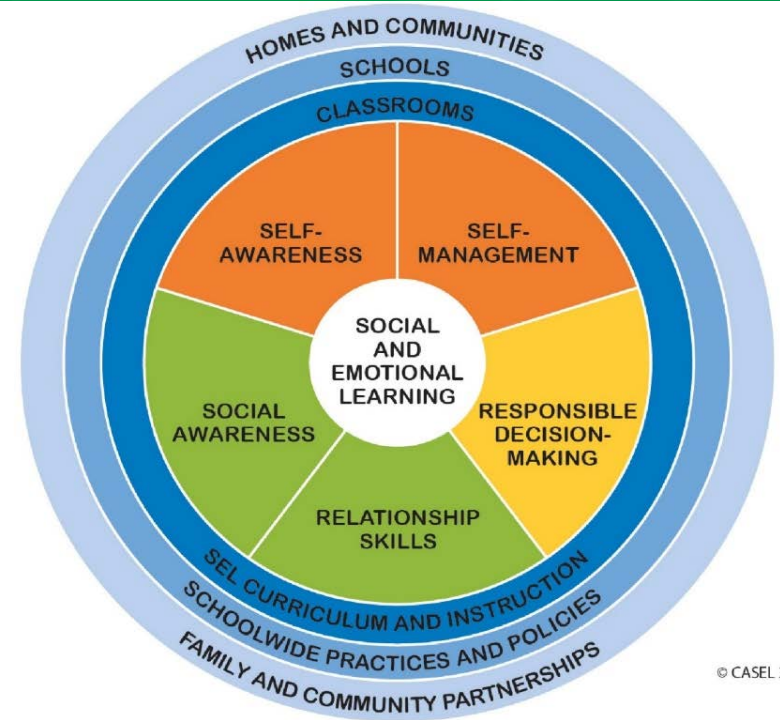 HOMES AND COMMUNITIES
SCHOOLS
CLASSROOMS
SELF-
AWARENESS
SELF-
MANAGEMENT
SOCIAL
AND
EMOTIONAL
LEARNING
SOCIAL
AWARENESS
RESPONSIBLE
DECISION-
MAKING
RELATIONSHIP
SKILLS
SEL CURRICULUM AND INSTRUCTION
SCHOOLWIDE PRACTICES AND POLICIES
FAMILY AND COMMUNITY PARTNERSHIPS
© CASEL